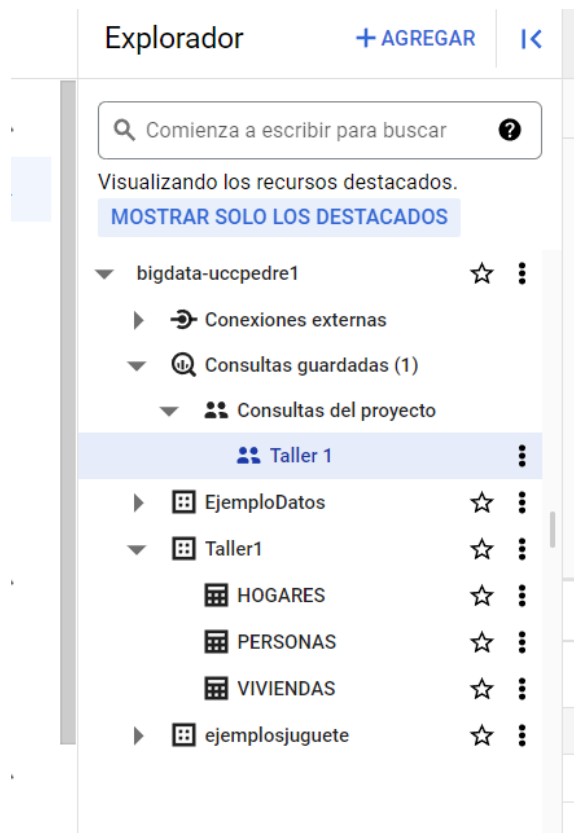 Explorador
+ AGREGAR
Comienza a escribir para buscar
Visualizando los recursos destacados.
MOSTRAR SOLO LOS DESTACADOS
bigdata-uccpedre1
Conexiones externas
Consultas guardadas (1)
Consultas del proyecto
Taller 1
EjemploDatos
Taller1
HOGARES
PERSONAS
VIVIENDAS
ejemplosjuguete